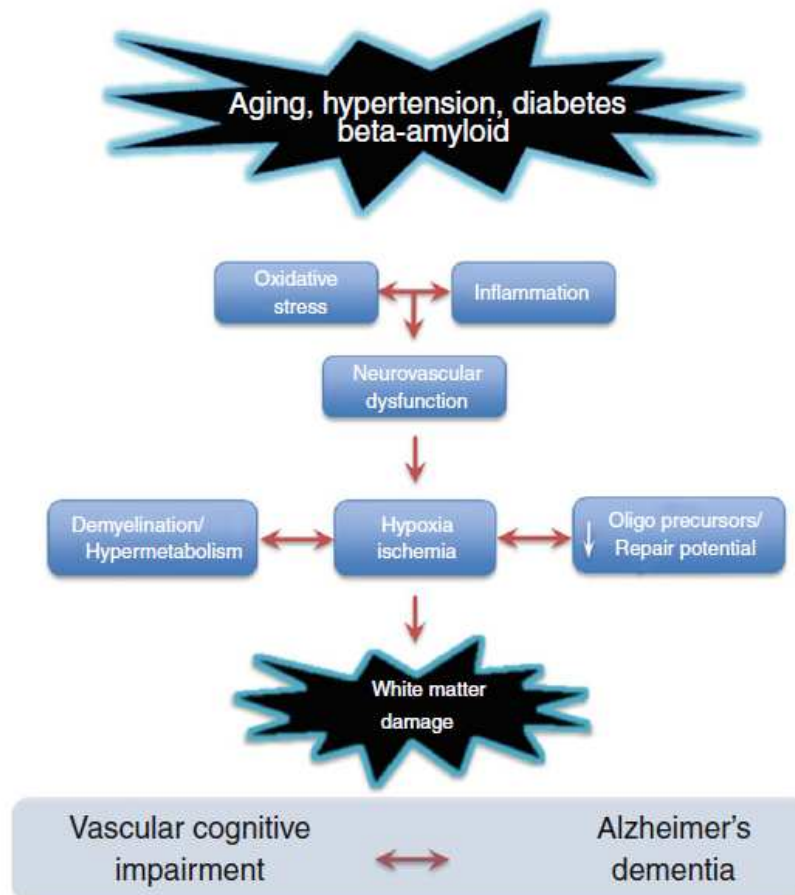 Aging, hypertension, diabetes
beta-amyloid
Oxidative
stress
Inflammation
Neurovascular
dysfunction
Demyelination/
Hypermetabolism
Hypoxia
ischemia
↓ Oligo precursors/
Repair potential
White matter
damage
Vascular cognitive
impairment
Alzheimer's
dementia